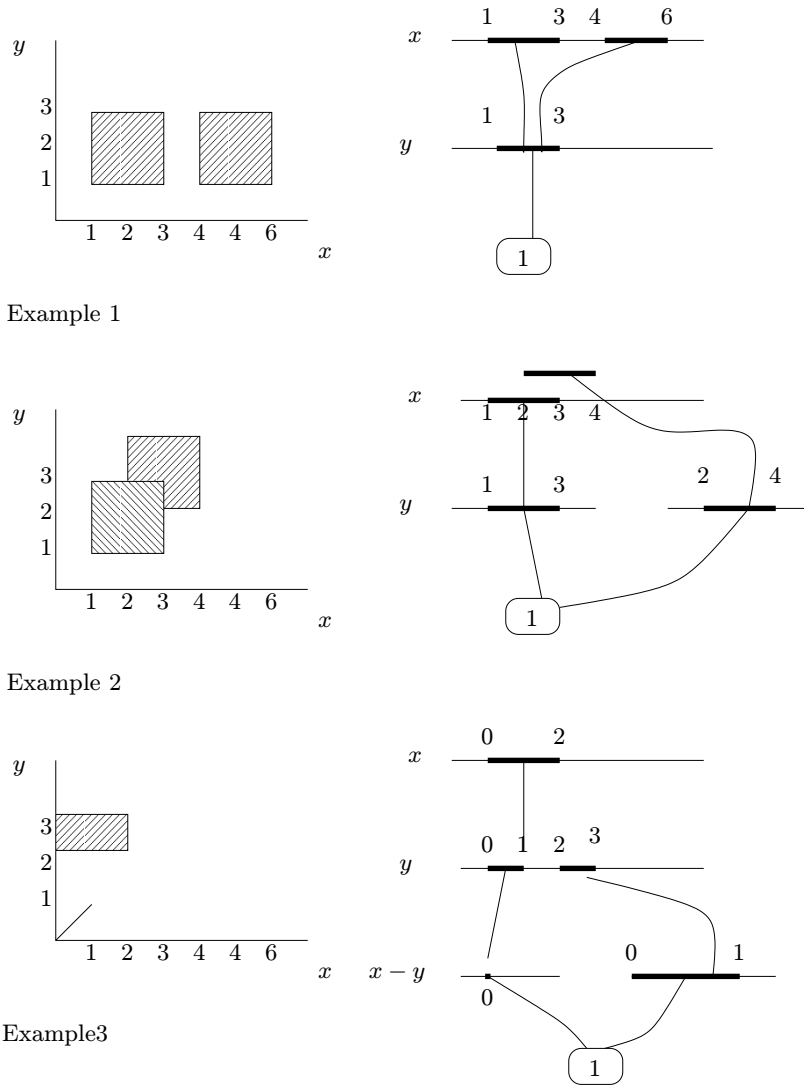 x 1 3 4 6
y
3
2
1
1 2 3 4 4 6
x
y 1 3
1
Example 1
x
1 2 3 4
y
3
2
1
1 2 3 4 4 6
x
y 1 3 2 4
1
Example 2
x 0 2
y
3
2
1
1 2 3 4 4 6
x
y 0 1 2 3
x − y 0 0 1
1
Example3